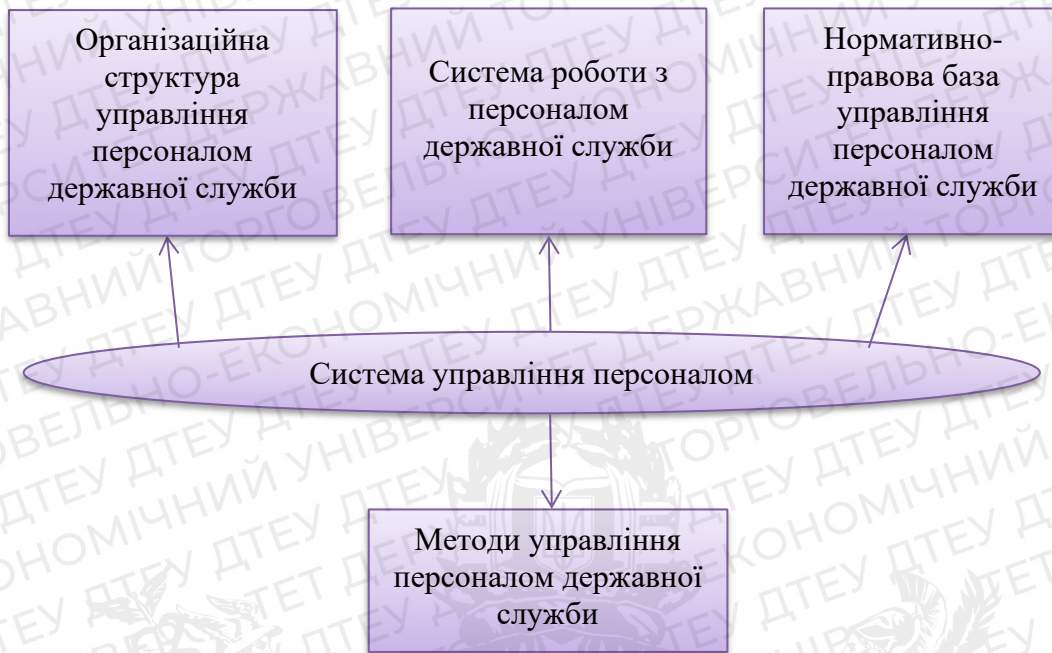 Організаційна
структура
управління
персоналом
державної служби
Система роботи з
персоналом
державної служби
Нормативно-
правова база
управління
персоналом
державної служби
Система управління персоналом
Методи управління
персоналом державної
служби